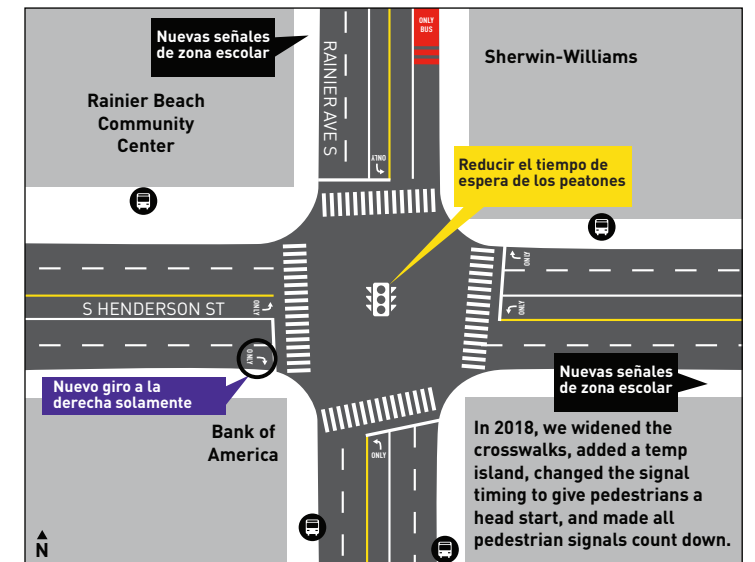 Nuevas señales
de zona escolar
RAINIER AVE S
ONLY
BUS
Sherwin-Williams
Rainier Beach
Community
Center
ONLY
Reducir el tiempo de
espera de los peatones
ONLY
S HENDERSON ST
ONLY
ONLY
ONLY
Nuevo giro a la
derecha solamente
Nuevas señales
de zona escolar
Bank of
America
ONLY
In 2018, we widened the
crosswalks, added a temp
island, changed the signal
timing to give pedestrians a
head start, and made all
pedestrian signals count down.
N